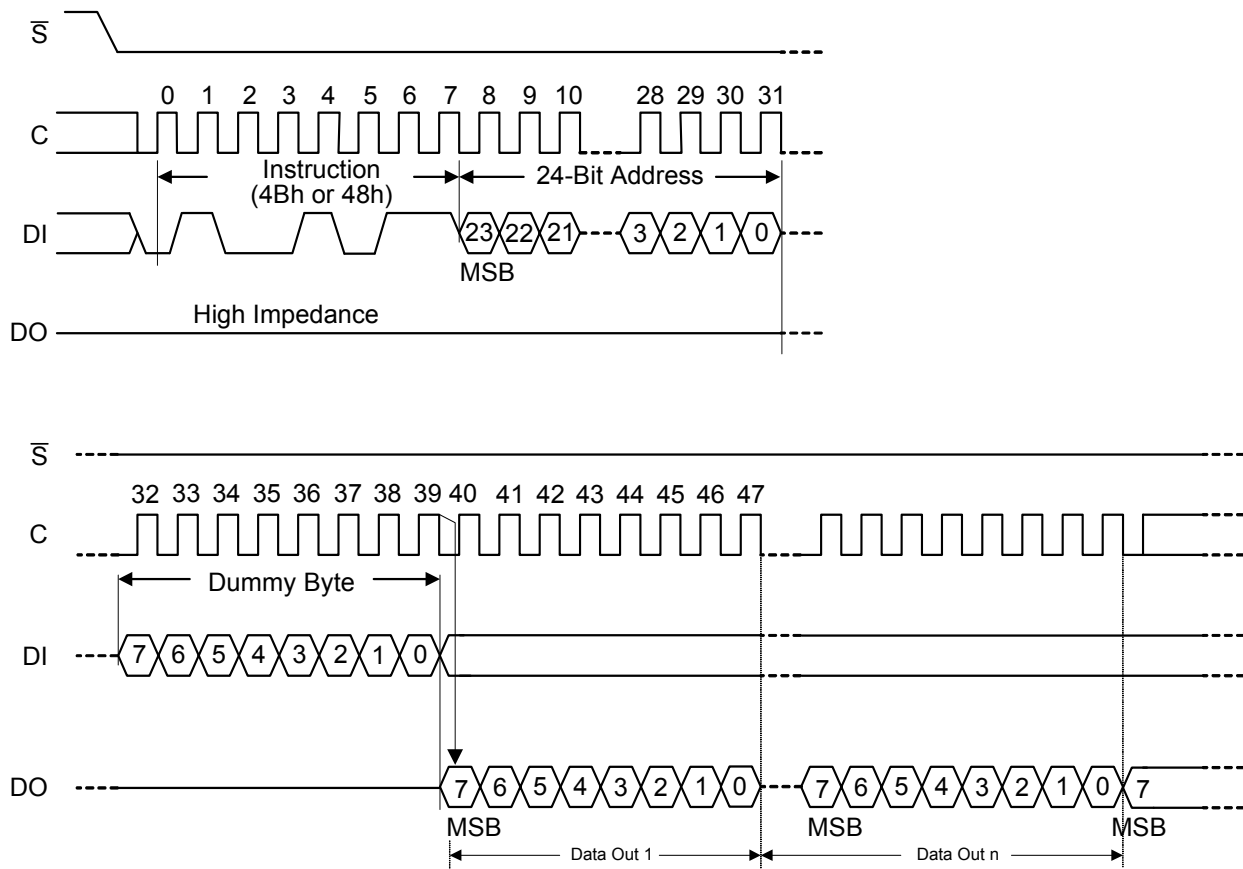 S
0 1 2 3 4 5 6 7 8 9 10 28 29 30 31
C
Instruction
(4Bh or 48h)
24-Bit Address
DI
23 22 21 3 2 1 0
MSB
High Impedance
DO
S
32 33 34 35 36 37 38 39 40 41 42 43 44 45 46 47
C
Dummy Byte
DI
7 6 5 4 3 2 1 0
DO
7 6 5 4 3 2 1 0 7 6 5 4 3 2 1 0 7
MSB MSB MSB
Data Out 1 Data Out n